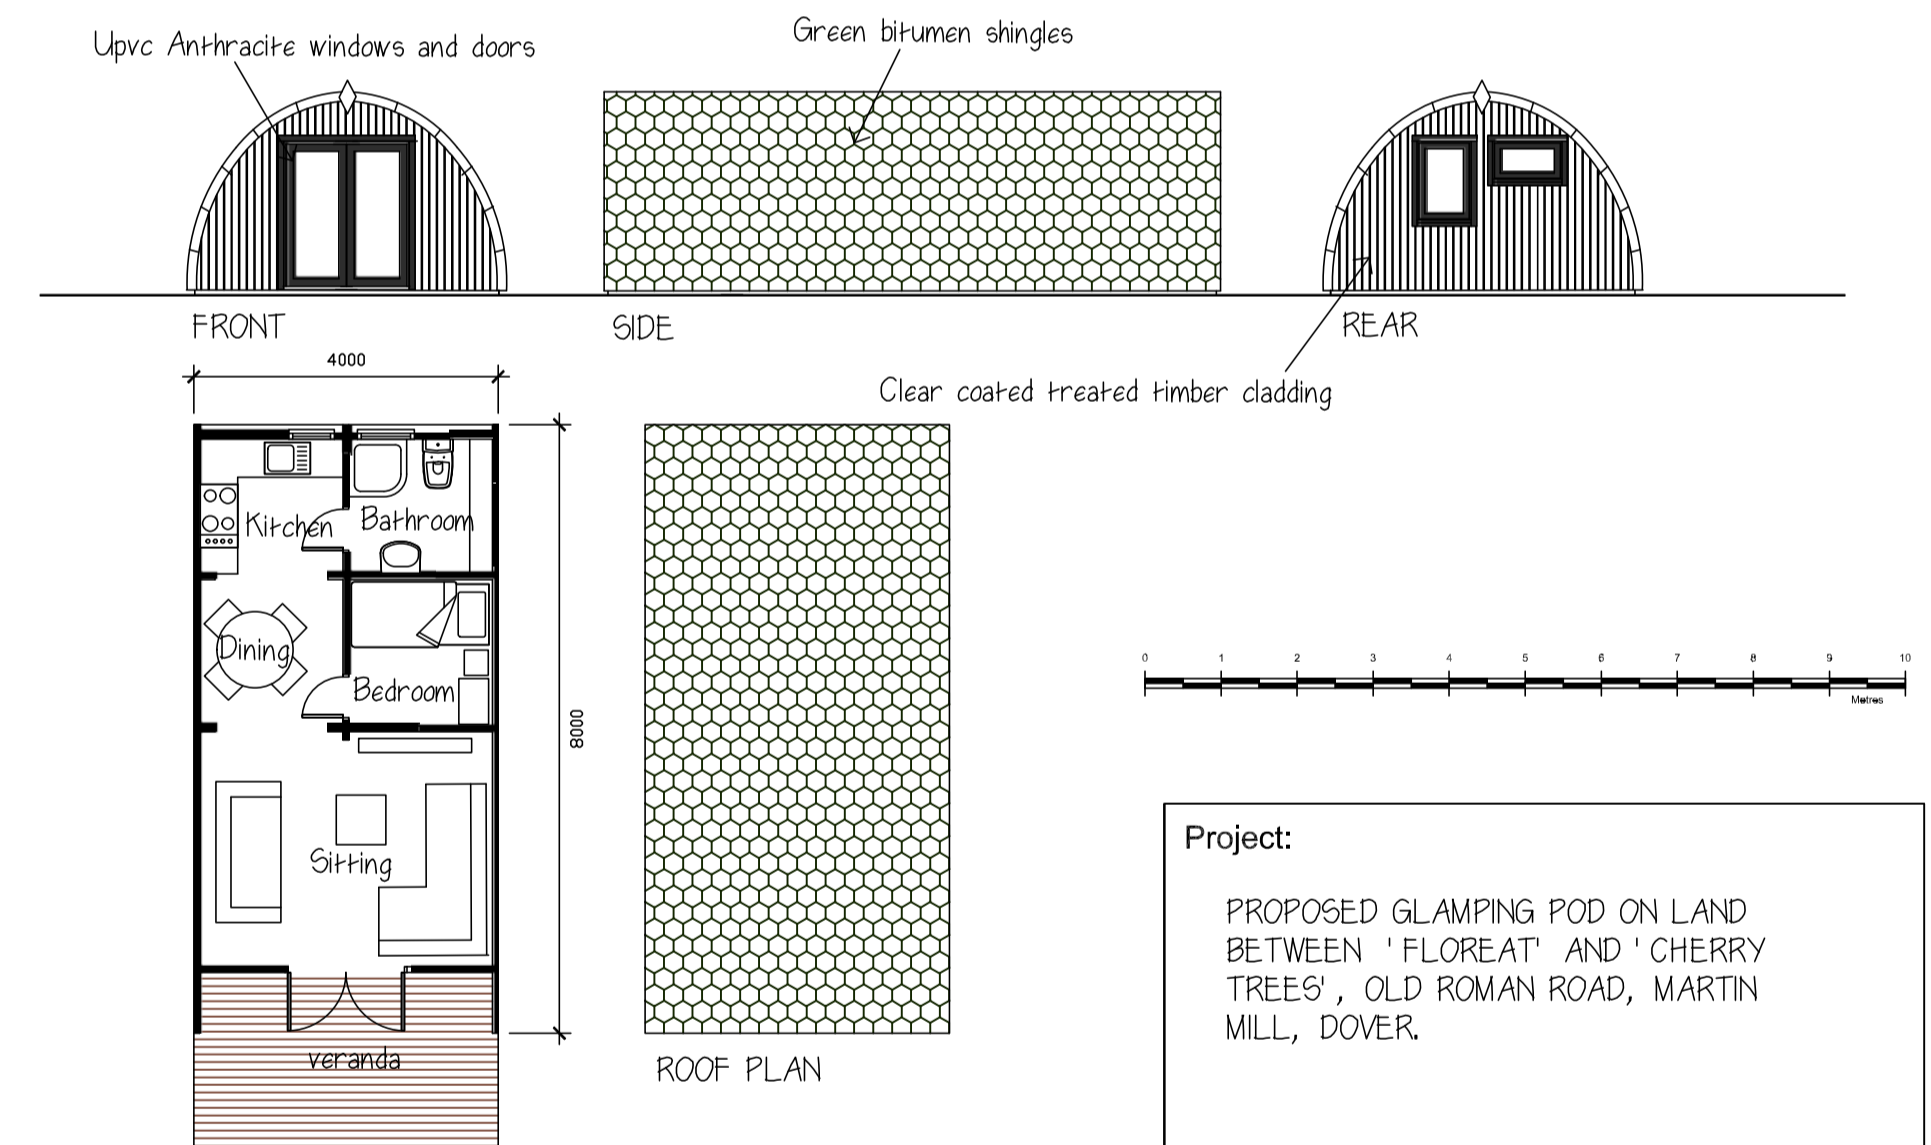 Upvc Anthracite windows and doors
Green bitumen shingles
FRONT
SIDE
REAR
4000
Clear coated treated timber cladding
Kitchen
Bathroom
Dining
Bedroom
8000
Sitting
veranda
ROOF PLAN
0 1 2 3 4 5 6 7 8 9 10
Metres
Project:
PROPOSED GLAMPING POD ON LAND
BETWEEN 'FLOREAT' AND 'CHERRY
TREES', OLD ROMAN ROAD, MARTIN
MILL, DOVER.